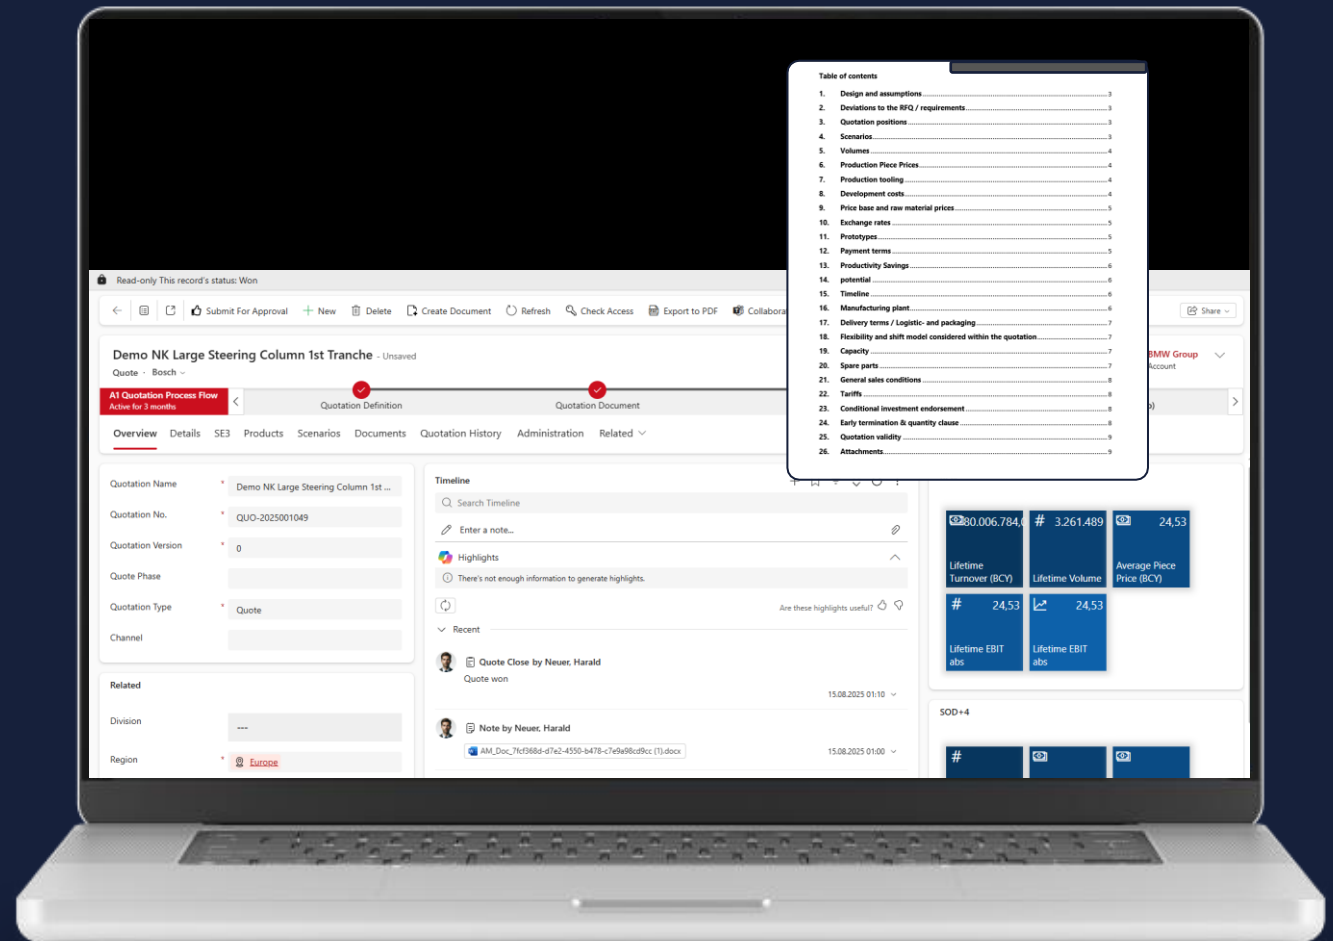 Table of contents
1. Design and assumptions 3
2. Deviations to the RFQ / requirements 3
3. Quotation positions 3
4. Scenarios 3
5. Volumes 4
6. Production Piece Prices 4
7. Production tooling 4
8. Development costs 4
9. Price base and raw material prices 5
10. Exchange rates 5
11. Prototypes 5
12. Payment terms 5
13. Productivity Savings 6
14. potential 6
15. Timeline 6
16. Manufacturing plant 6
17. Delivery terms / Logistic- and packaging 7
18. Flexibility and shift model considered within the quotation 7
19. Capacity 7
20. Spare parts 7
21. General sales conditions 8
22. Tariffs 8
23. Conditional investment endorsement 8
24. Early termination & quantity clause 8
25. Quotation validity 9
26. Attachments 9
Read-only This record's status: Won
Submit For Approval New Delete Create Document Refresh Check Access Export to PDF Collabora Share
Demo NK Large Steering Column 1st Tranche - Unsaved
Quote · Bosch
BMW Group
Account
A1 Quotation Process Flow
Active for 3 months
Quotation Definition
Quotation Document
Overview Details SE3 Products Scenarios Documents Quotation History Administration Related
Quotation Name * Demo NK Large Steering Column 1st ...
Quotation No. * QUO-2025001049
Quotation Version * 0
Quote Phase
Quotation Type * Quote
Channel
Related
Division ---
Region * Europe
Timeline
Search Timeline
Enter a note...
Highlights
There's not enough information to generate highlights.
Are these highlights useful?
Recent
Quote Close by Neuer, Harald
Quote won
15.08.2025 01:10
Note by Neuer, Harald
AM_Doc_7fcf368d-d7e2-4550-b478-c7e9a98cd9cc (1).docx
15.08.2025 01:00
80.006.784,
Lifetime
Turnover (BCY)
# 3.261.489
Lifetime Volume
24,53
Average Piece
Price (BCY)
# 24,53
Lifetime EBIT
abs
24,53
Lifetime EBIT
abs
SOD+4
#